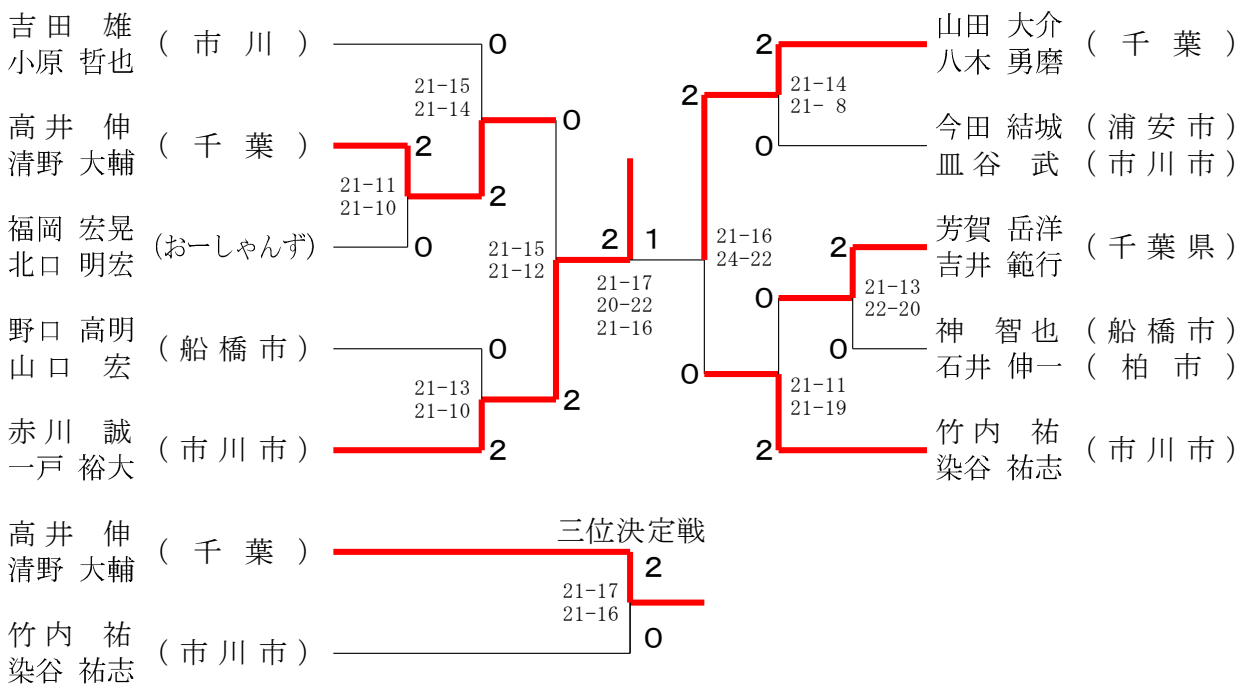 吉田 雄
小原 哲也
( 市 川 )
高井 伸
清野 大輔
( 千 葉 )
福岡 宏晃
北口 明宏
(おーしゃんず)
野口 高明
山口 宏
( 船 橋 市 )
赤川 誠
一戸 裕大
( 市 川 市 )
0
21-15
21-14
2
21-11
21-10
0
2
0
21-15
21-12
0
21-13
21-10
2
2
2 1
21-17
20-22
21-16
山田 大介
八木 勇磨
( 千 葉 )
今田 結城 ( 浦 安 市 )
皿谷 武 ( 市 川 市 )
芳賀 岳洋
吉井 範行
( 千 葉 県 )
神 智也 ( 船 橋 市 )
石井 伸一 ( 柏 市 )
竹内 祐
染谷 祐志
( 市 川 市 )
2
21-14
21- 8
0
2
21-16
24-22
2
21-13
22-20
0
0
21-11
21-19
2
0
三位決定戦
高井 伸
清野 大輔
( 千 葉 )
2
21-17
21-16
0
竹内 祐
染谷 祐志
( 市 川 市 )